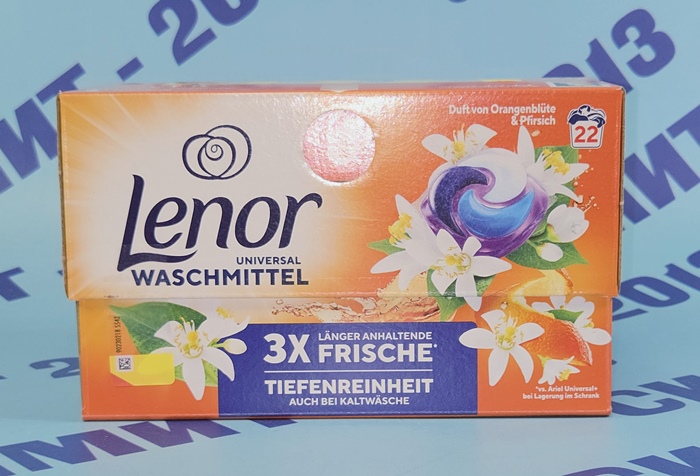 Duft von Orangenblüte
& Pfirsich
22
Lenor
UNIVERSAL
WASCHMITTEL
3X LÄNGER ANHALTENDE
FRISCHE*
TIEFENREINHEIT
AUCH BEI KALTWÄSCHE
*vs. Ariel Universal+
bei Lagerung im Schrank